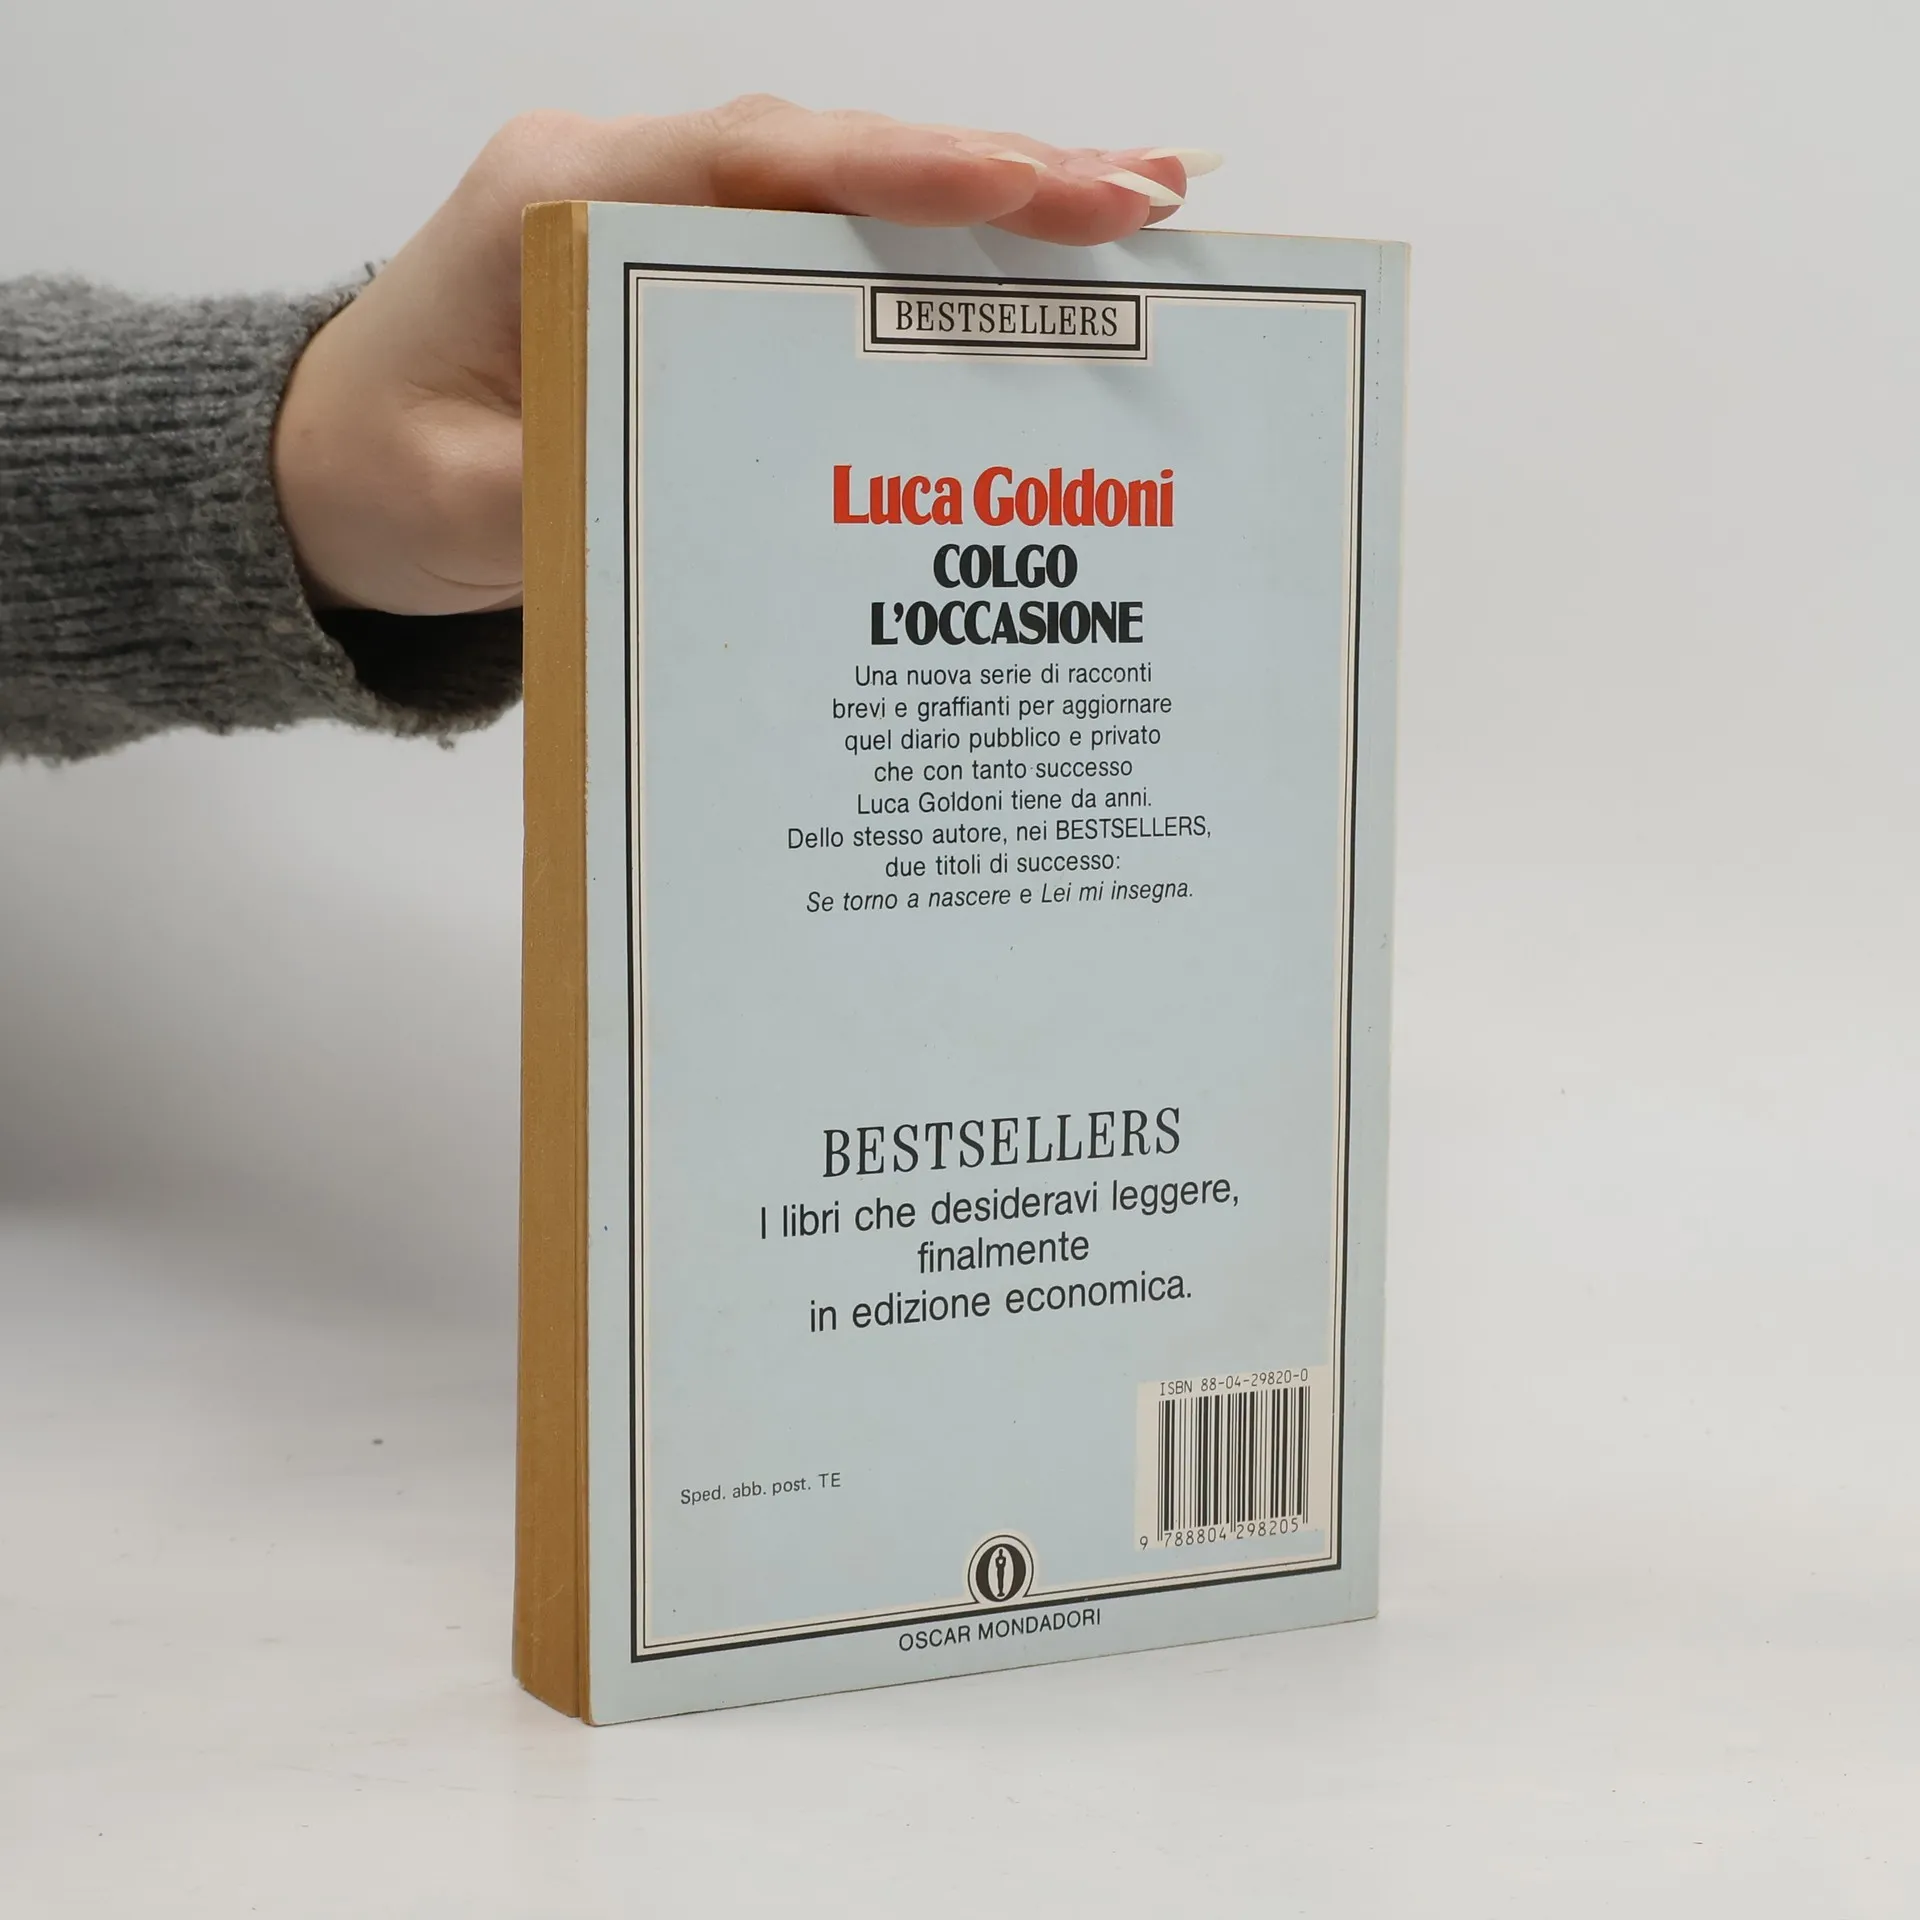 BESTSELLERS
Luca Goldoni
COLGO
L'OCCASIONE
Una nuova serie di racconti
brevi e graffianti per aggiornare
quel diario pubblico e privato
che con tanto successo
Luca Goldoni tiene da anni.
Dello stesso autore, nei BESTSELLERS,
due titoli di successo:
Se torno a nascere e Lei mi insegna.
BESTSELLERS
I libri che desideravi leggere,
finalmente
in edizione economica.
ISBN 88-04-29820-0
9 788804 298205
Sped. abb. post. TE
OSCAR MONDADORI